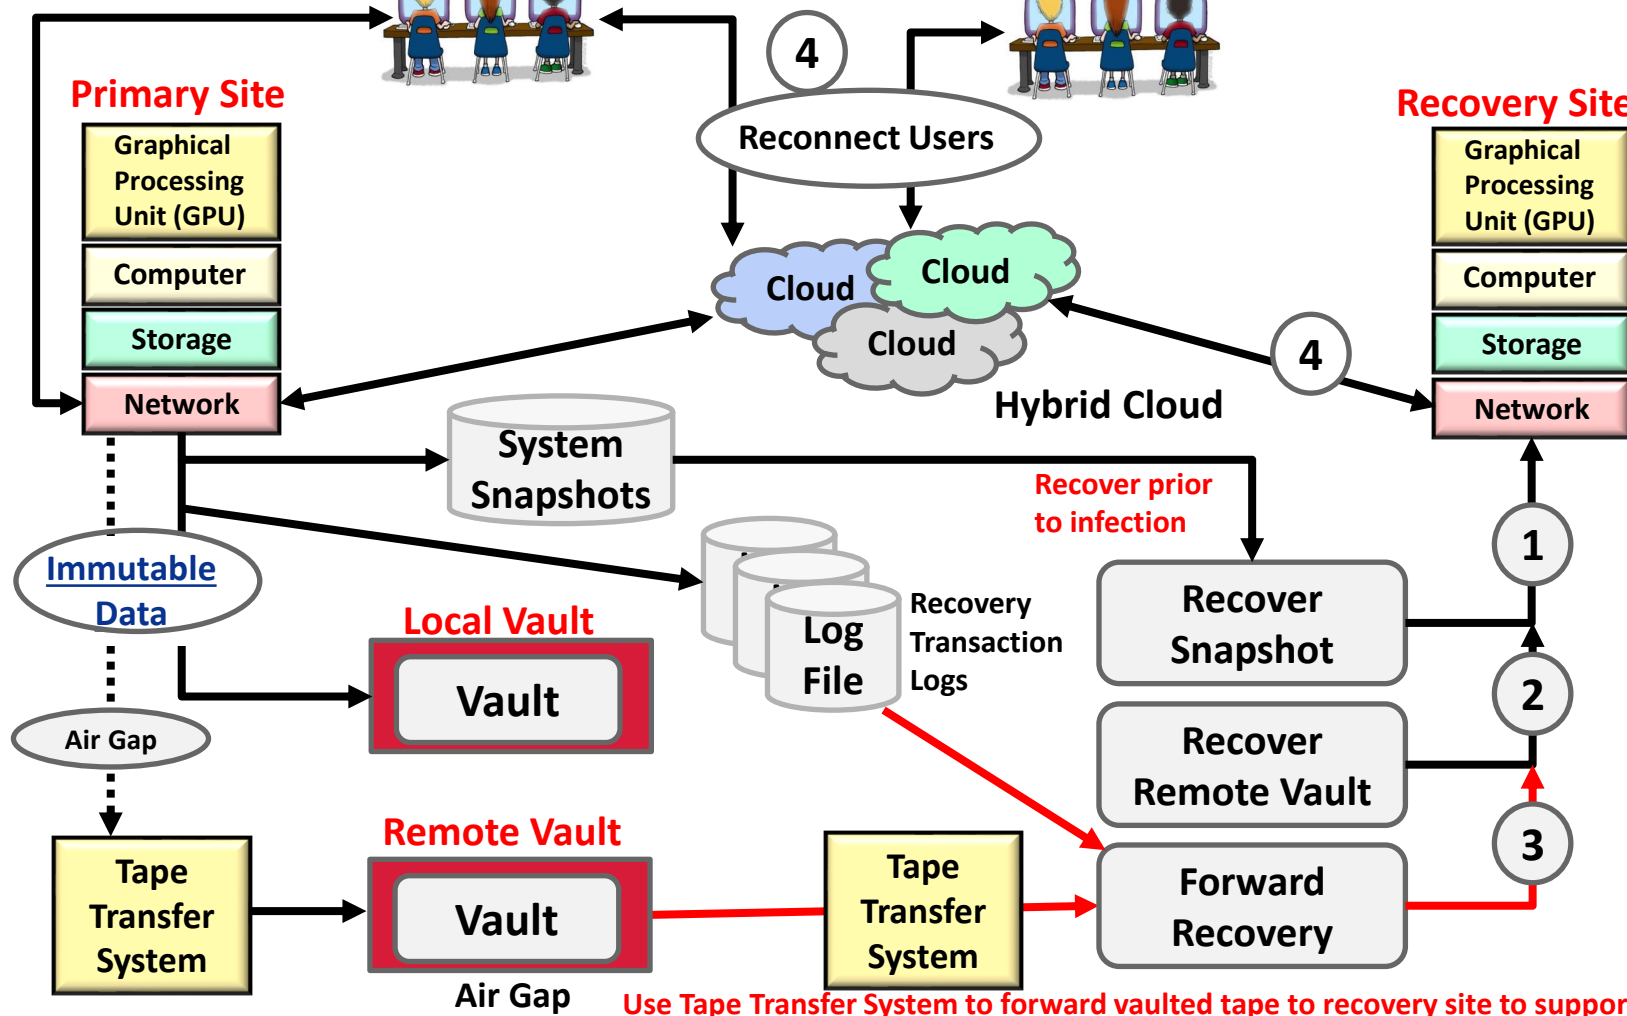 4
Primary Site
Recovery Site
Graphical
Processing
Unit (GPU)
Reconnect Users
Graphical
Processing
Unit (GPU)
Computer
Cloud
Cloud
Computer
Storage
Cloud
4
Storage
Network
Hybrid Cloud
Network
System
Snapshots
Recover prior
to infection
1
Immutable
Data
Recovery
Transaction
Logs
Log
File
Recover
Snapshot
Local Vault
Vault
2
Air Gap
Recover
Remote Vault
Remote Vault
3
Tape
Transfer
System
Vault
Tape
Transfer
System
Forward
Recovery
Air Gap
Use Tape Transfer System to forward vaulted tape to recovery site to suppor